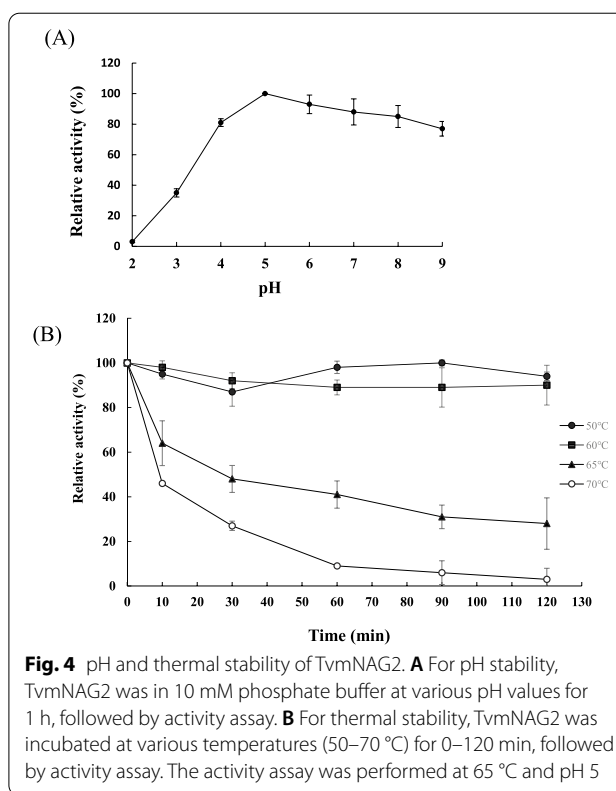 (A)
Relative activity (%)
120
100
80
60
40
20
0
2 3 4 5 6 7 8 9
pH
(B)
Relative activity (%)
120
100
80
60
40
20
0
50°C
60°C
65°C
70°C
0 10 20 30 40 50 60 70 80 90 100 110 120 130
Time (min)
Fig. 4 pH and thermal stability of TvmNAG2. A For pH stability,
TvmNAG2 was in 10 mM phosphate buffer at various pH values for
1 h, followed by activity assay. B For thermal stability, TvmNAG2 was
incubated at various temperatures (50–70 °C) for 0–120 min, followed
by activity assay. The activity assay was performed at 65 °C and pH 5